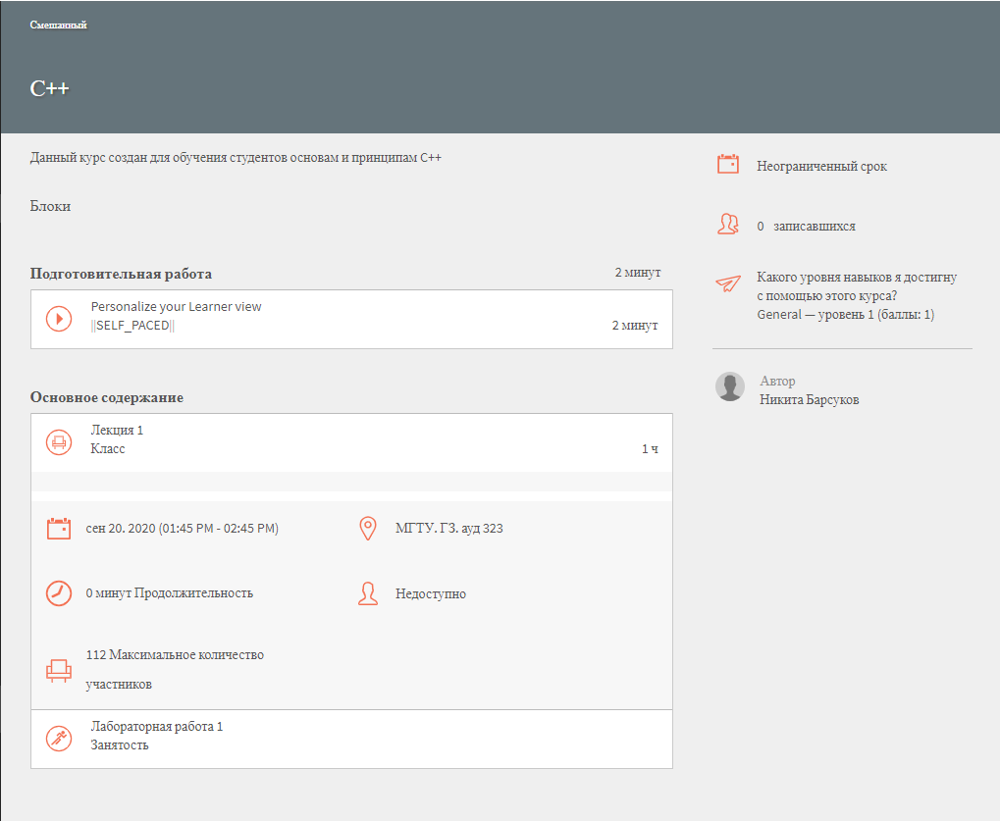 Смешанный
C++
Данный курс создан для обучения студентов основам и принципам C++
Блоки
Подготовительная работа
2 минут
Personalize your Learner view
||SELF_PACED||
2 минут
Основное содержание
Лекция 1
Класс
1 ч
сен 20. 2020 (01:45 PM - 02:45 PM)
МГТУ. ГЗ. ауд 323
0 минут Продолжительность
Недоступно
112 Максимальное количество
участников
Лабораторная работа 1
Занятость
Неограниченный срок
0 записавшихся
Какого уровня навыков я достигну
с помощью этого курса?
General — уровень 1 (баллы: 1)
Автор
Никита Барсуков